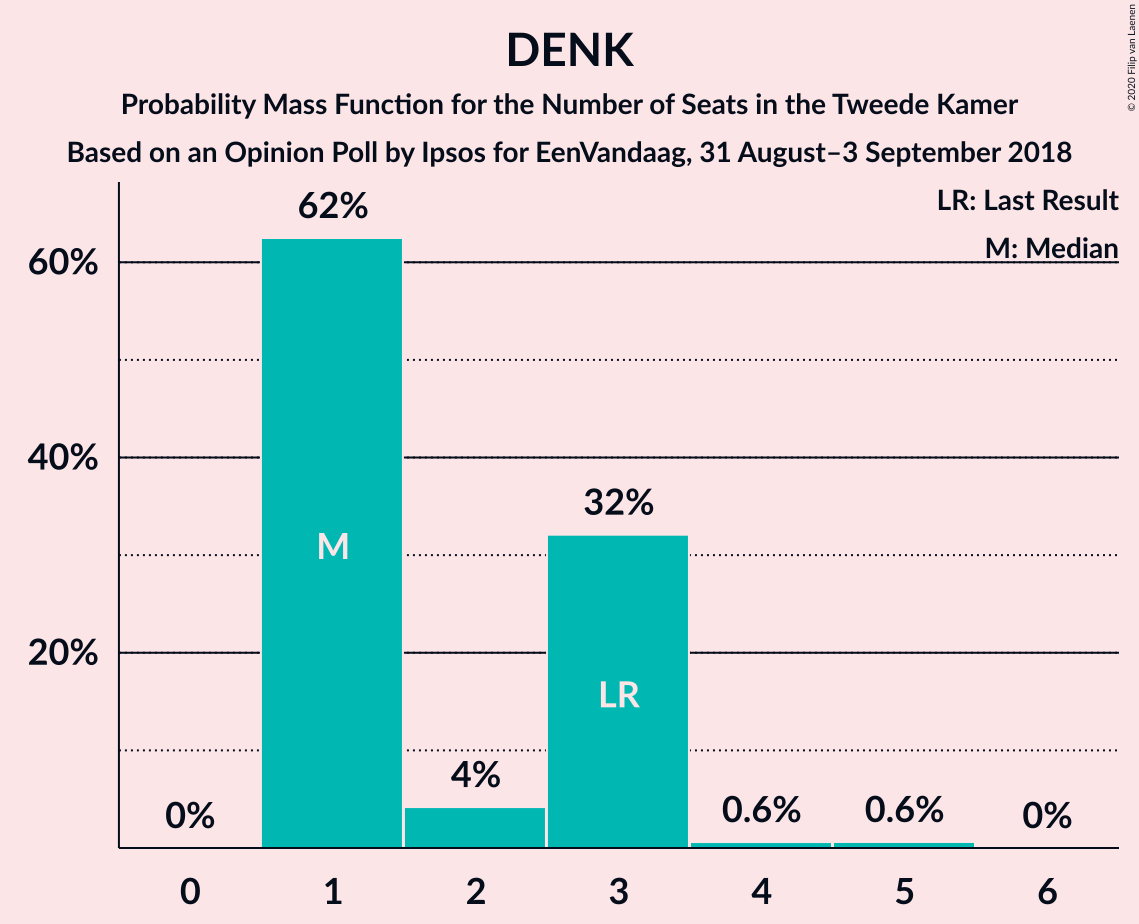 DENK
Probability Mass Function for the Number of Seats in the Tweede Kamer
Based on an Opinion Poll by Ipsos for EenVandaag, 31 August–3 September 2018
© 2020 Filip van Laenen
LR: Last Result
M: Median
60%
40%
20%
0%
62%
4%
32%
0.6%
0.6%
0%
M
LR
0
1
2
3
4
5
6